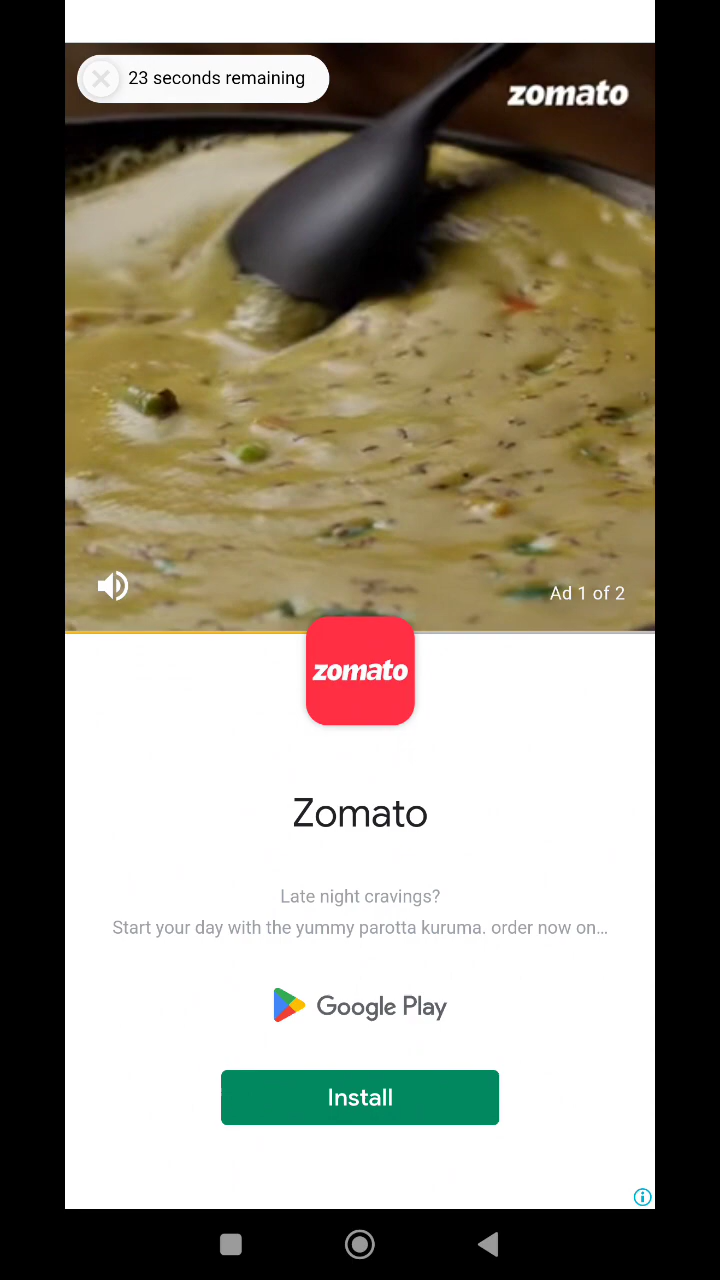 23 seconds remaining
zomato
Ad 1 of 2
zomato
Zomato
Late night cravings?
Start your day with the yummy parotta kuruma. order now on...
Google Play
Install